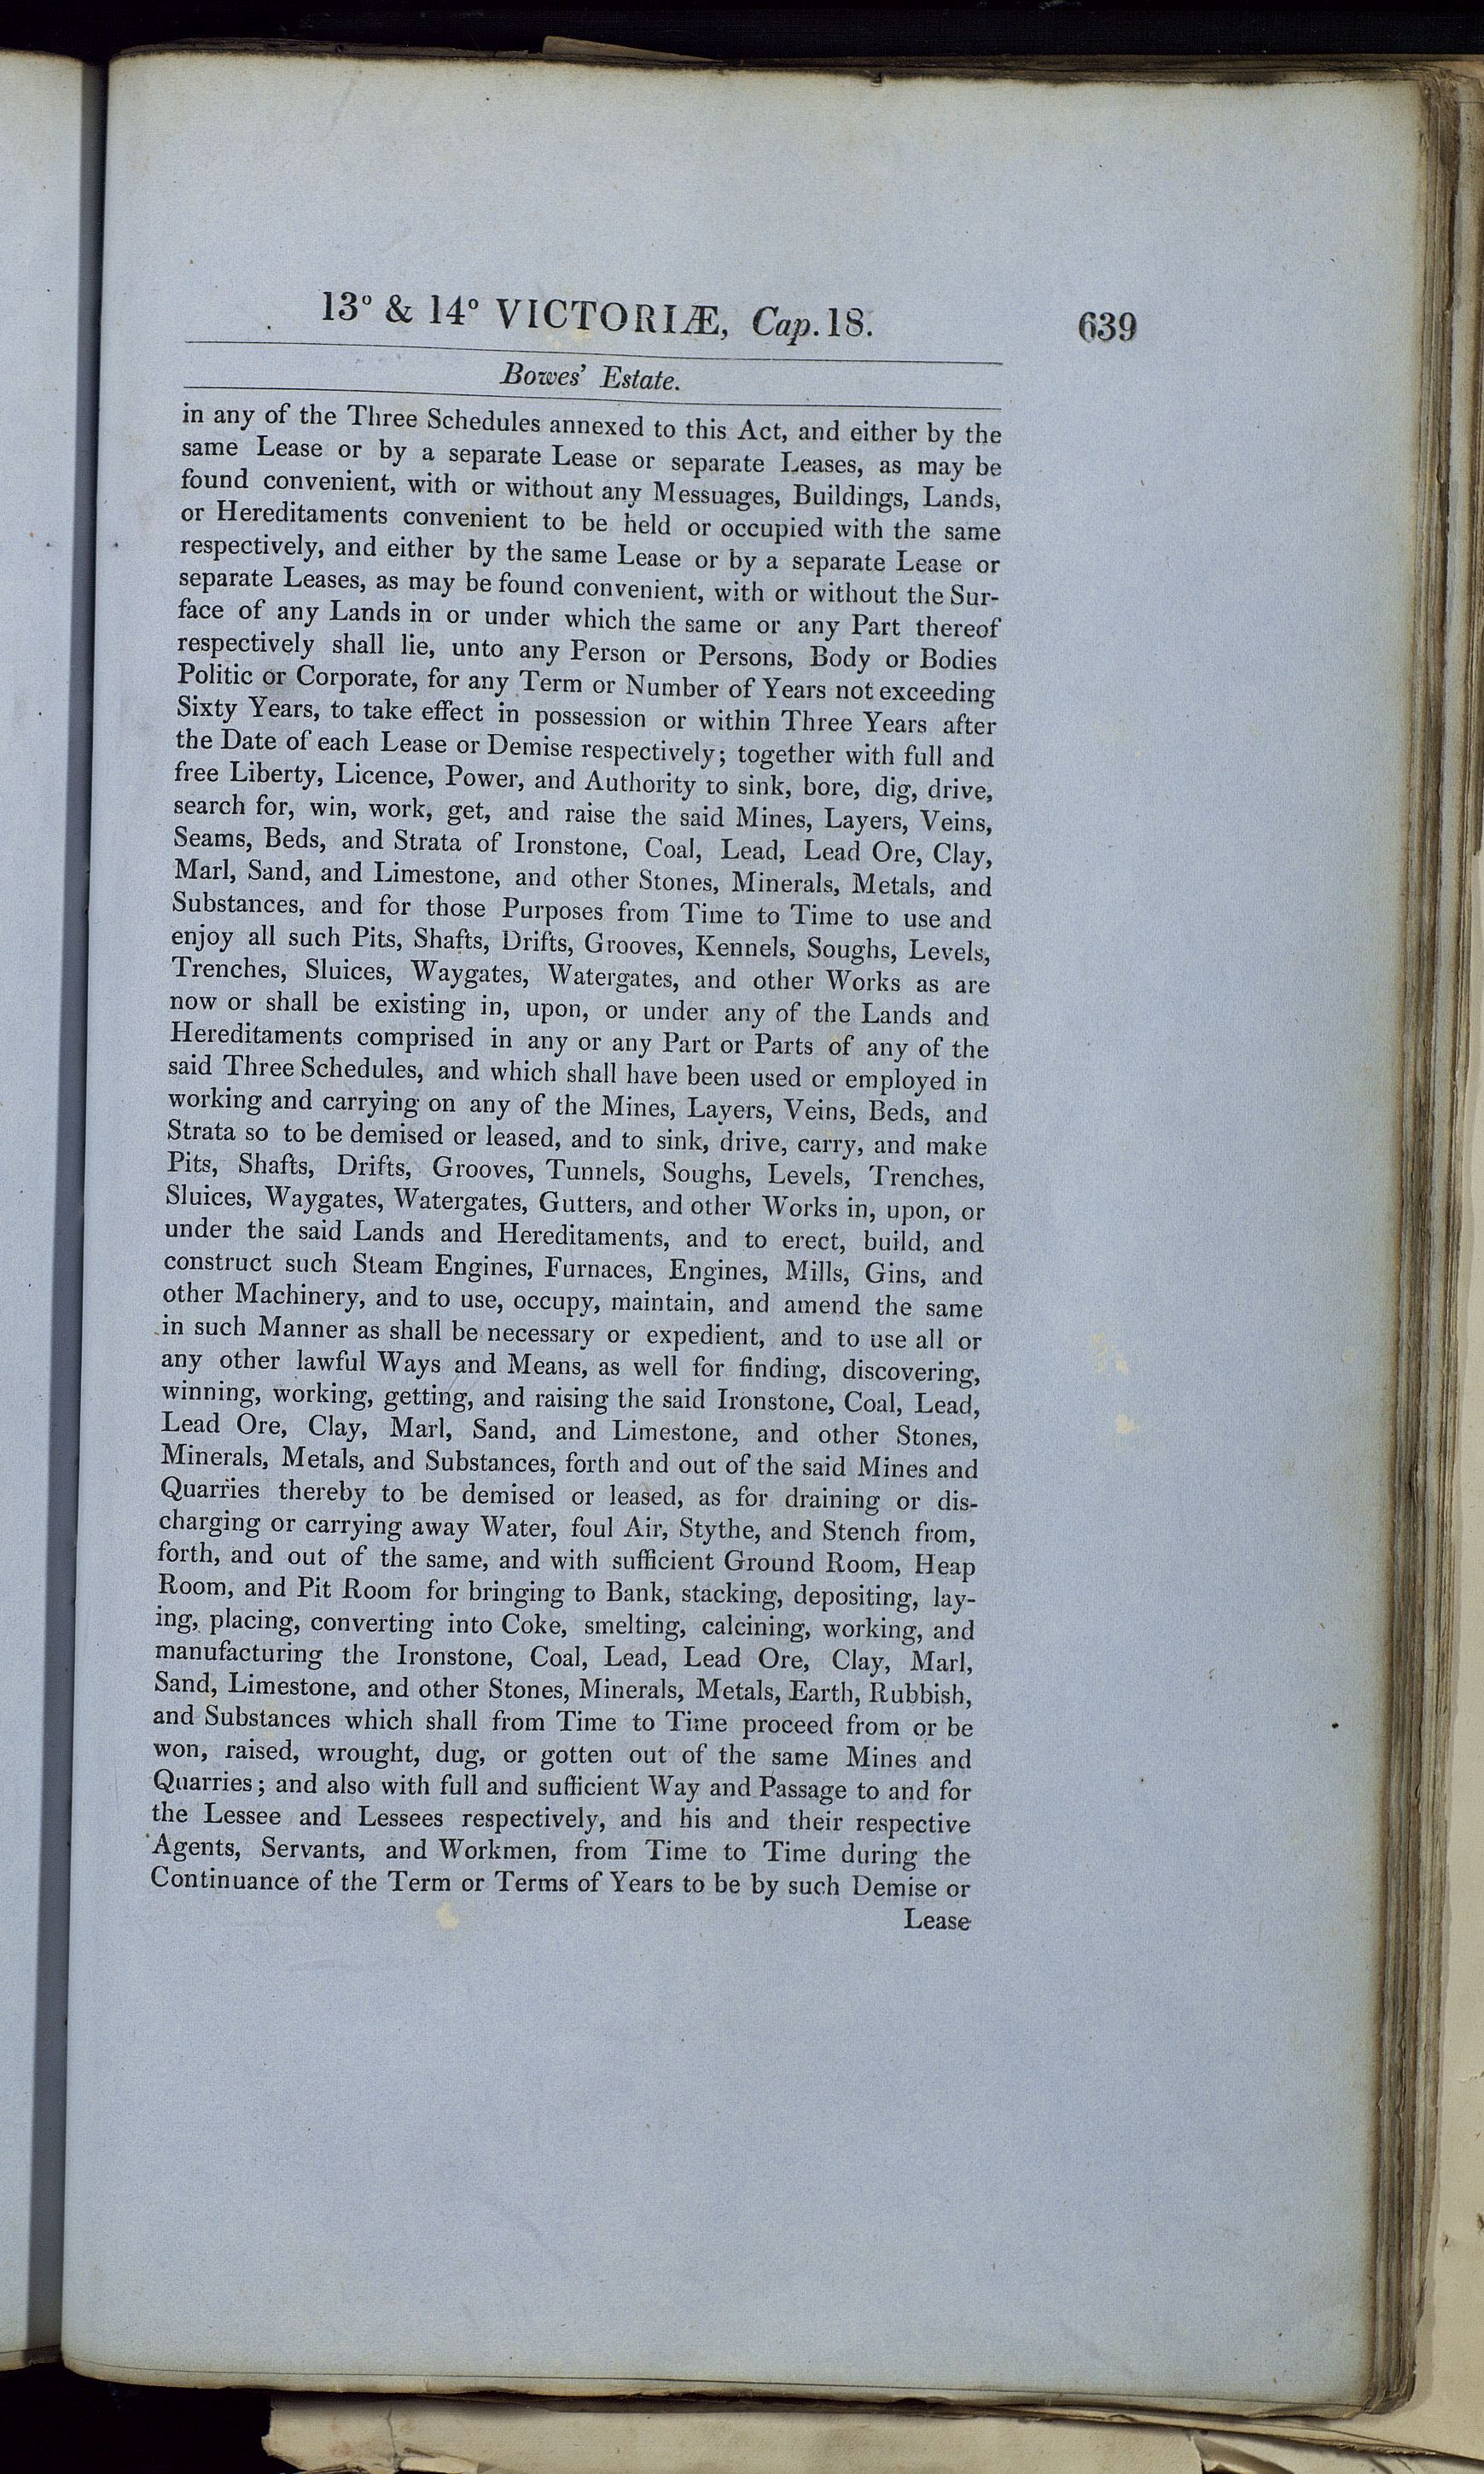 13° & 14° VICTORIÆ, Cap. 18. 639
Bowes' Estate.
in any of the Three Schedules annexed to this Act, and either by the
same Lease or by a separate Lease or separate Leases, as may be
found convenient, with or without any Messuages, Buildings, Lands,
or Hereditaments convenient to be held or occupied with the same
respectively, and either by the same Lease or by a separate Lease or
separate Leases, as may be found convenient, with or without the Sur-
face of any Lands in or under which the same or any Part thereof
respectively shall lie, unto any Person or Persons, Body or Bodies
Politic or Corporate, for any Term or Number of Years not exceeding
Sixty Years, to take effect in possession or within Three Years after
the Date of each Lease or Demise respectively; together with full and
free Liberty, Licence, Power, and Authority to sink, bore, dig, drive,
search for, win, work, get, and raise the said Mines, Layers, Veins,
Seams, Beds, and Strata of Ironstone, Coal, Lead, Lead Ore, Clay,
Marl, Sand, and Limestone, and other Stones, Minerals, Metals, and
Substances, and for those Purposes from Time to Time to use and
enjoy all such Pits, Shafts, Drifts, Grooves, Kennels, Soughs, Levels,
Trenches, Sluices, Waygates, Watergates, and other Works as are
now or shall be existing in, upon, or under any of the Lands and
Hereditaments comprised in any or any Part or Parts of any of the
said Three Schedules, and which shall have been used or employed in
working and carrying on any of the Mines, Layers, Veins, Beds, and
Strata so to be demised or leased, and to sink, drive, carry, and make
Pits, Shafts, Drifts, Grooves, Tunnels, Soughs, Levels, Trenches,
Sluices, Waygates, Watergates, Gutters, and other Works in, upon, or
under the said Lands and Hereditaments, and to erect, build, and
construct such Steam Engines, Furnaces, Engines, Mills, Gins, and
other Machinery, and to use, occupy, maintain, and amend the same
in such Manner as shall be necessary or expedient, and to use all or
any other lawful Ways and Means, as well for finding, discovering,
winning, working, getting, and raising the said Ironstone, Coal, Lead,
Lead Ore, Clay, Marl, Sand, and Limestone, and other Stones,
Minerals, Metals, and Substances, forth and out of the said Mines and
Quarries thereby to be demised or leased, as for draining or dis-
charging or carrying away Water, foul Air, Stythe, and Stench from,
forth, and out of the same, and with sufficient Ground Room, Heap
Room, and Pit Room for bringing to Bank, stacking, depositing, lay-
ing, placing, converting into Coke, smelting, calcining, working, and
manufacturing the Ironstone, Coal, Lead, Lead Ore, Clay, Marl,
Sand, Limestone, and other Stones, Minerals, Metals, Earth, Rubbish,
and Substances which shall from Time to Time proceed from or be
won, raised, wrought, dug, or gotten out of the same Mines and
Quarries; and also with full and sufficient Way and Passage to and for
the Lessee and Lessees respectively, and his and their respective
Agents, Servants, and Workmen, from Time to Time during the
Continuance of the Term or Terms of Years to be by such Demise or
Lease